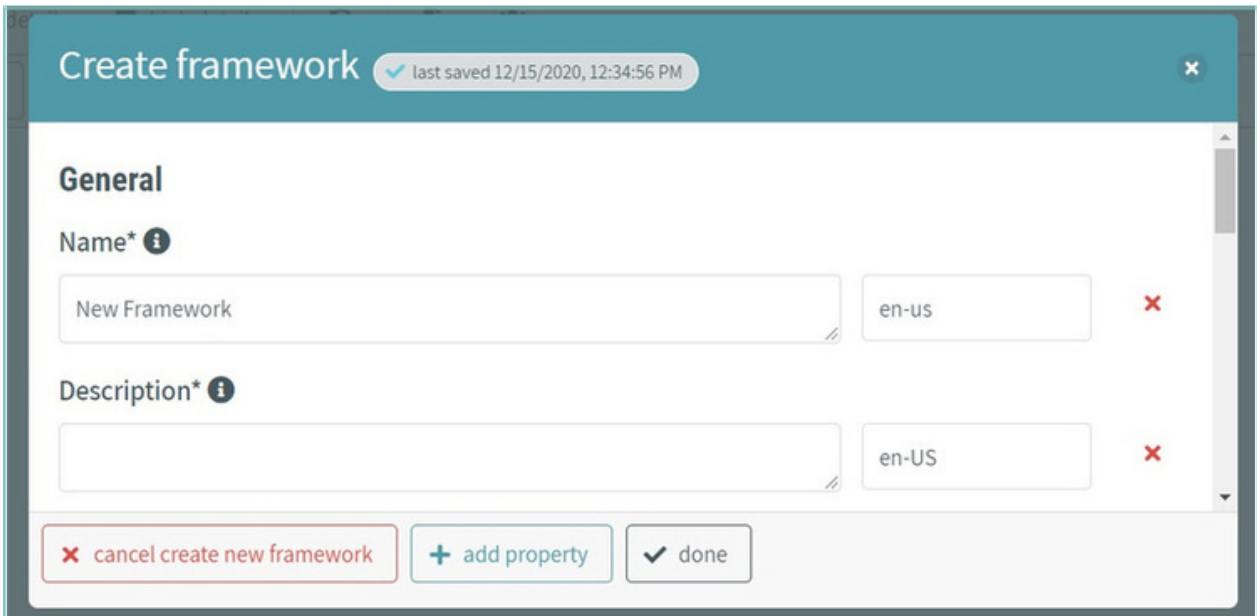 Create framework last saved 12/15/2020, 12:34:56 PM
General
Name*
New Framework en-us
Description*
en-US
cancel create new framework add property done